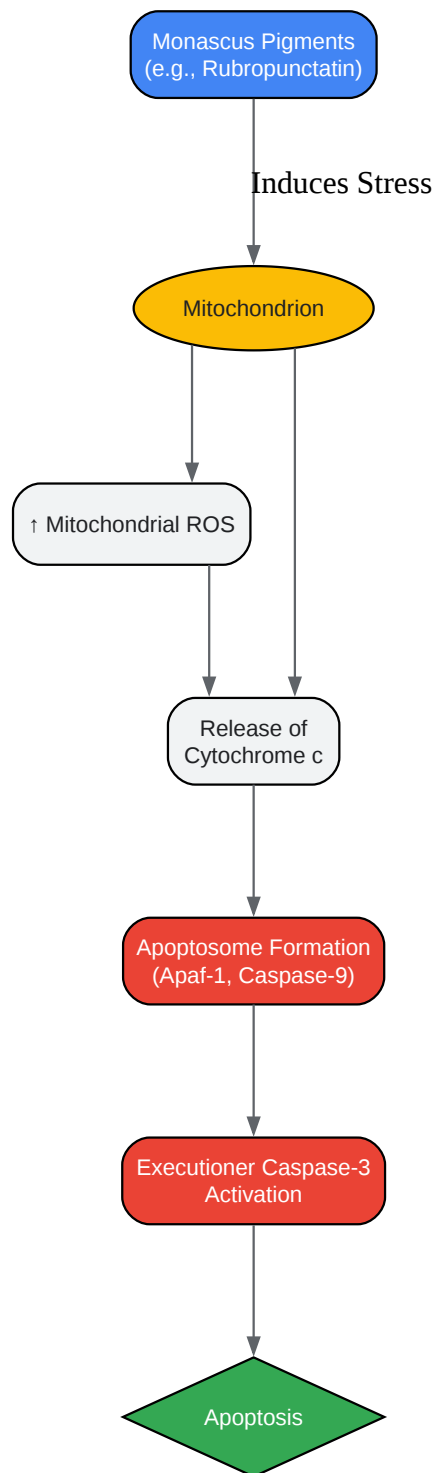 Monascus Pigments
(e.g., Rubropunctatin)
Induces Stress
Mitochondrion
↑ Mitochondrial ROS
Release of
Cytochrome c
Apoptosome Formation
(Apaf-1, Caspase-9)
Executioner Caspase-3
Activation
Apoptosis